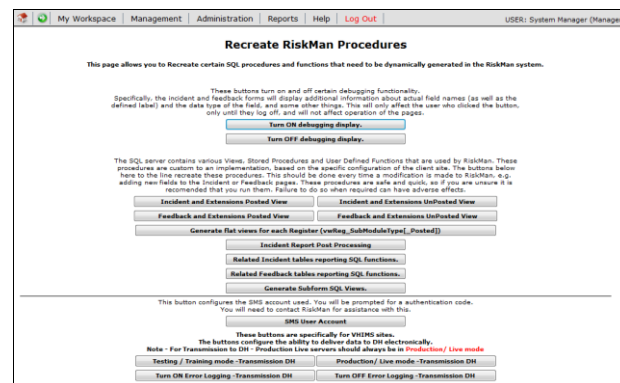 My Workspace | Management | Administration | Reports | Help | Log Out | USER: System Manager (Manager
Recreate RiskMan Procedures
This page allows you to Recreate certain SQL procedures and functions that need to be dynamically generated in the RiskMan system.
These buttons turn on and off certain debugging functionality.
Specifically, the incident and feedback forms will display additional information about actual field names (as well as the
defined label) and the data type of the field, and some other things. This will only affect the user who clicked the button,
only until they log off, and will not affect operation of the pages.
Turn ON debugging display.
Turn OFF debugging display.
The SQL server contains various Views, Stored Procedures and User Defined Functions that are used by RiskMan. These
procedures are custom to an implementation, based on the specific configuration of the client site. The buttons below
here to the line recreate these procedures. This should be done every time a modification is made to RiskMan, e.g.
adding new fields to the Incident or Feedback pages. These procedures are safe and quick, so if you are unsure it is
recomended that you run them. Failure to do so when required can have adverse effects.
Incident and Extensions Posted View Incident and Extensions UnPosted View
Feedback and Extensions Posted View Feedback and Extensions UnPosted View
Generate flat views for each Register (vwReg_SubModuleType[_Posted])
Incident Report Post Processing
Related Incident tables reporting SQL functions.
Related Feedback tables reporting SQL functions.
Generate Subform SQL Views.
This button configures the SMS account used. You will be prompted for a authentication code.
You will need to contact RiskMan for assistance with this.
SMS User Account
These buttons are specifically for VHIMS sites.
The buttons configure the ability to deliver data to DH electronically.
Note - For Transmission to DH - Production Live servers should always be in Production/ Live mode
Testing / Training mode -Transmission DH Production/ Live mode -Transmission DH
Turn ON Error Logging -Transmission DH Turn OFF Error Logging -Transmission DH